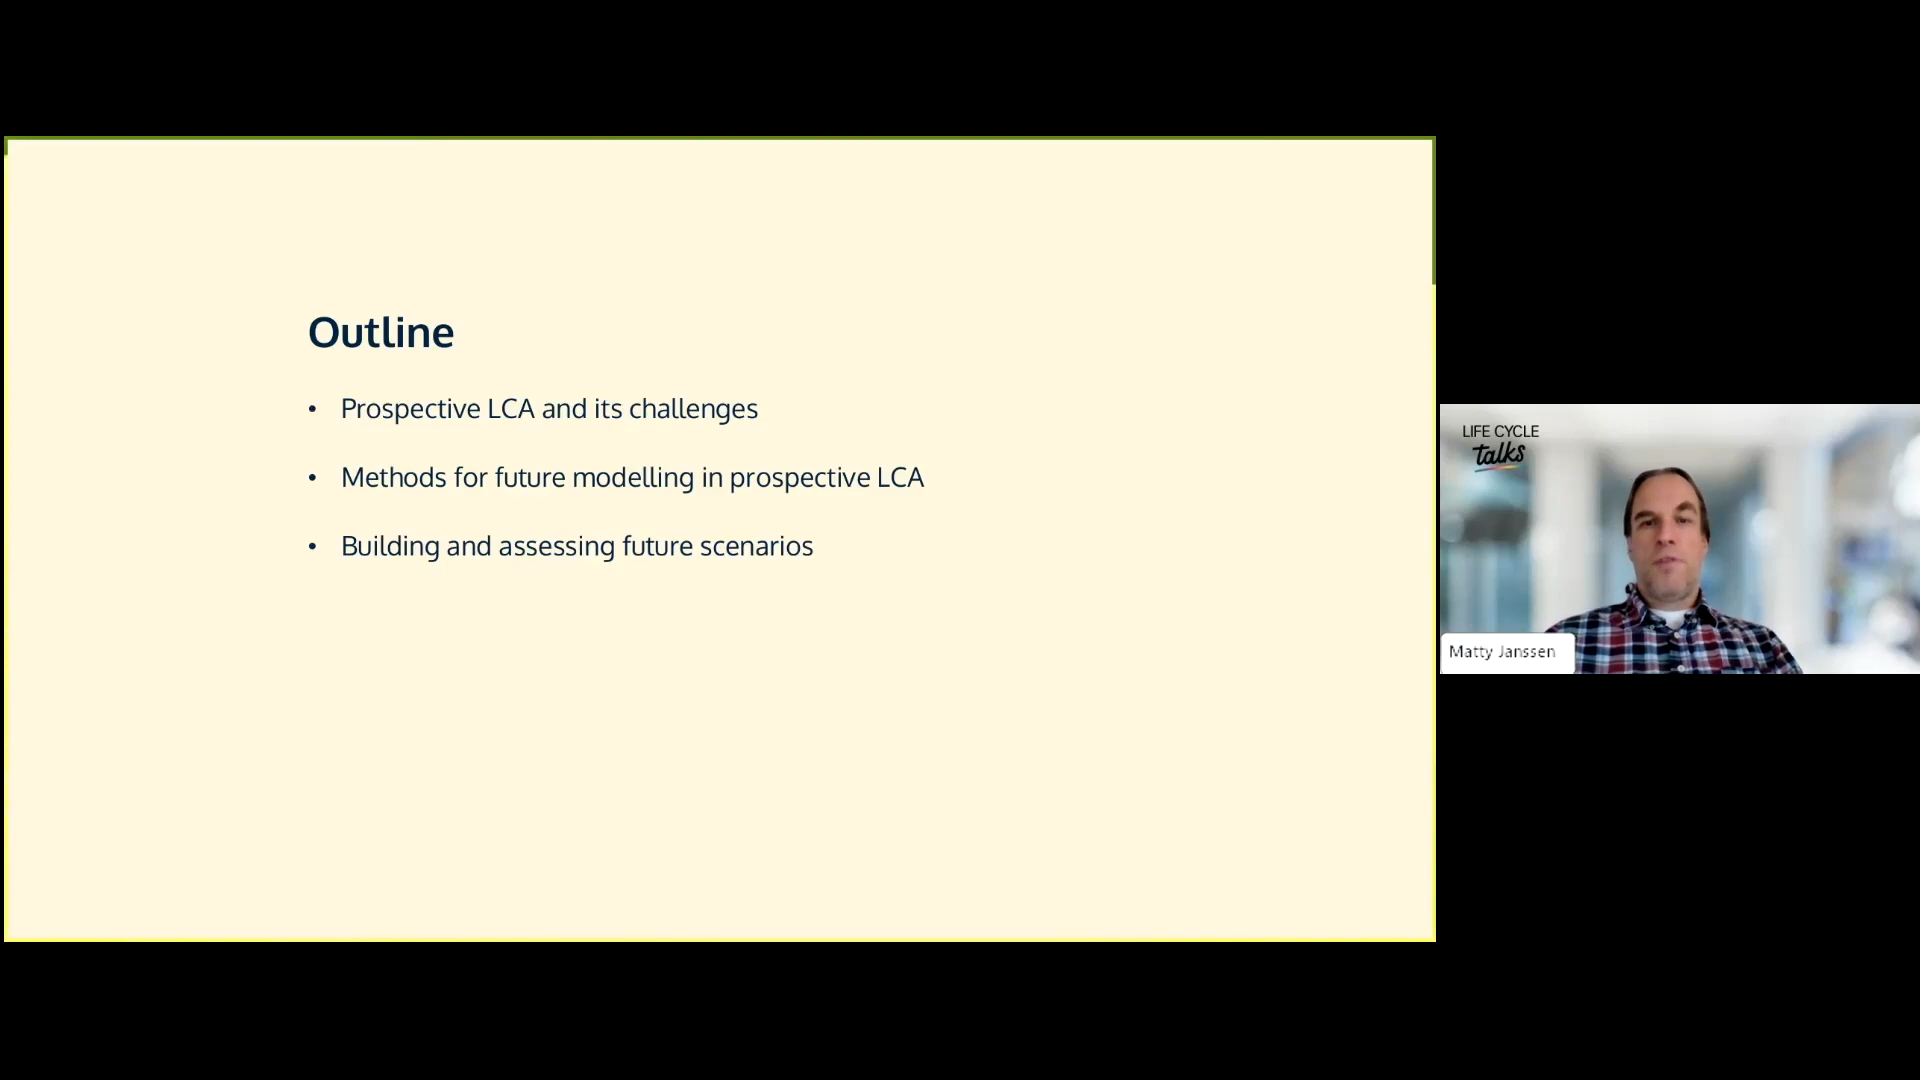 Outline
• Prospective LCA and its challenges
• Methods for future modelling in prospective LCA
• Building and assessing future scenarios
LIFE CYCLE
talks
Matty Janssen